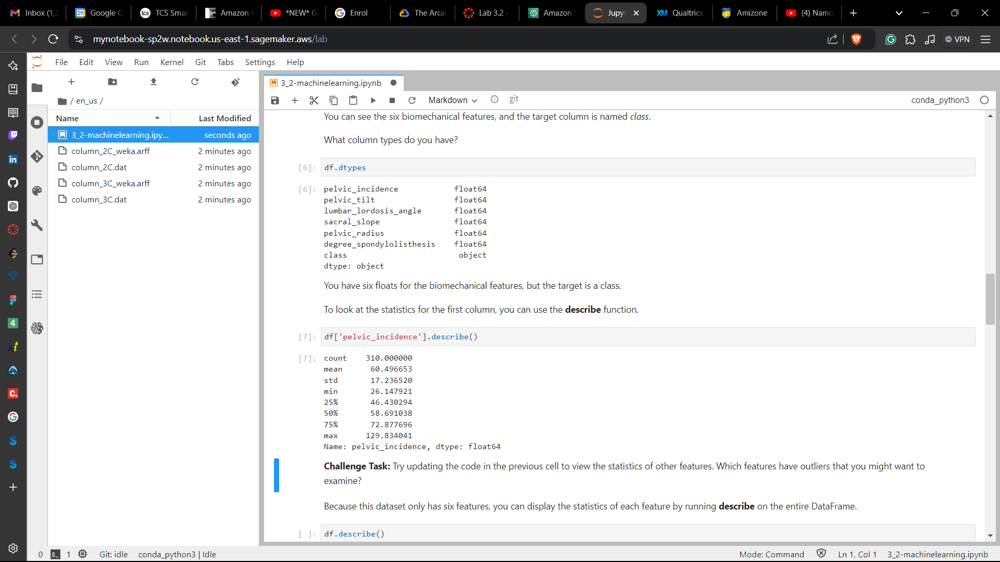 Inbox (1,3
Google C
TCS Smar
Amazon W
*NEW* G
Enrol
The Arca
Lab 3.2 -
Amazon S
Jupyt
Qualtrics
Amizone
(4) Namo
mynotebook-sp2w.notebook.us-east-1.sagemaker.aws/lab
VPN
File Edit View Run Kernel Git Tabs Settings Help
3_2-machinelearning.ipynb
/ en_us /
Markdown
git
conda_python3
Name Last Modified
3_2-machinelearning.ipy... seconds ago
column_2C_weka.arff 2 minutes ago
column_2C.dat 2 minutes ago
column_3C_weka.arff 2 minutes ago
column_3C.dat 2 minutes ago
You can see the six biomechanical features, and the target column is named class.
What column types do you have?
[6]: df.dtypes
[6]: pelvic_incidence float64
pelvic_tilt float64
lumbar_lordosis_angle float64
sacral_slope float64
pelvic_radius float64
degree_spondylolisthesis float64
class object
dtype: object
You have six floats for the biomechanical features, but the target is a class.
To look at the statistics for the first column, you can use the describe function.
[7]: df['pelvic_incidence'].describe()
[7]: count 310.000000
mean 60.496653
std 17.236520
min 26.147921
25% 46.430294
50% 58.691038
75% 72.877696
max 129.834041
Name: pelvic_incidence, dtype: float64
Challenge Task: Try updating the code in the previous cell to view the statistics of other features. Which features have outliers that you might want to
examine?
Because this dataset only has six features, you can display the statistics of each feature by running describe on the entire DataFrame.
[ ]: df.describe()
0 1 Git: idle conda_python3 | Idle
Mode: Command Ln 1, Col 1 3_2-machinelearning.ipynb